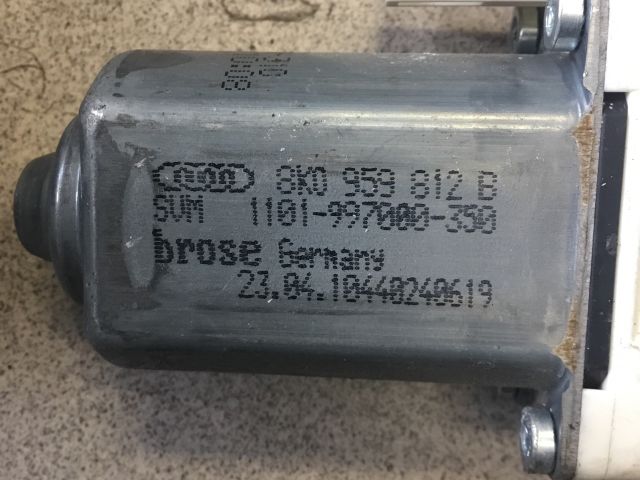 8K0 959 812 B
SVM 1101-997000-350
brose Germany
23.04.10440240619